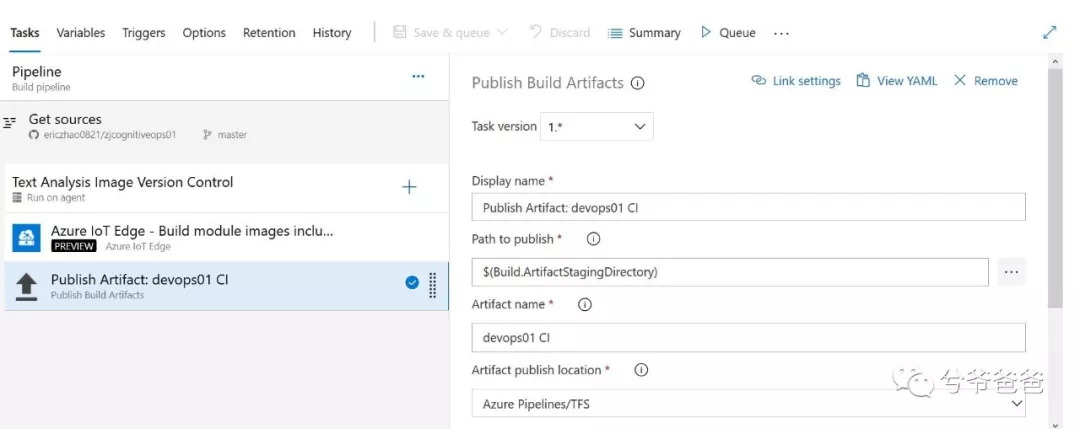 Tasks Variables Triggers Options Retention History Save & queue Discard Summary Queue ...
Pipeline
Build pipeline
Get sources
ericzhao0821/zjcognitiveops01 master
Text Analysis Image Version Control
Run on agent
Azure IoT Edge - Build module images inclu...
PREVIEW Azure IoT Edge
Publish Artifact: devops01 CI
Publish Build Artifacts
Publish Build Artifacts Link settings View YAML Remove
Task version 1.*
Display name *
Publish Artifact: devops01 CI
Path to publish *
$(Build.ArtifactStagingDirectory)
Artifact name *
devops01 CI
Artifact publish location *
Azure Pipelines/TFS
兮爷爸爸